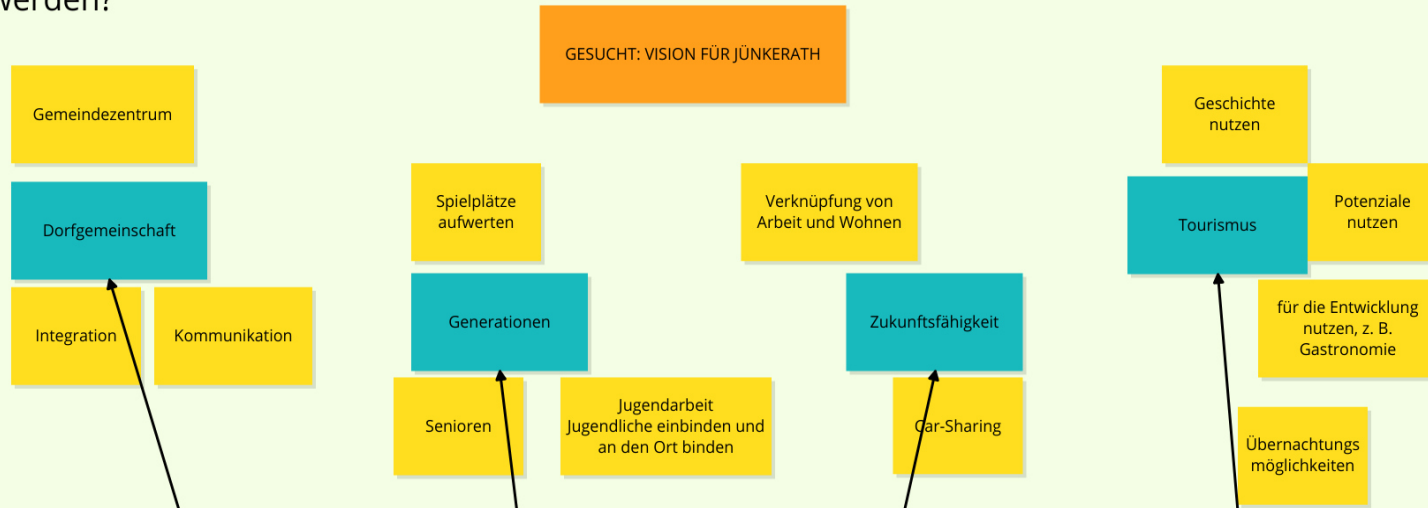 werden?
GESUCHT: VISION FÜR JÜNKERATH
Gemeindezentrum
Dorfgemeinschaft
Integration
Kommunikation
Spielplätze
aufwerten
Generationen
Senioren
Jugendarbeit
Jugendliche einbinden und
an den Ort binden
Verknüpfung von
Arbeit und Wohnen
Zukunftsfähigkeit
Car-Sharing
Geschichte
nutzen
Tourismus
Potenziale
nutzen
für die Entwicklung
nutzen, z. B.
Gastronomie
Übernachtungs
möglichkeiten